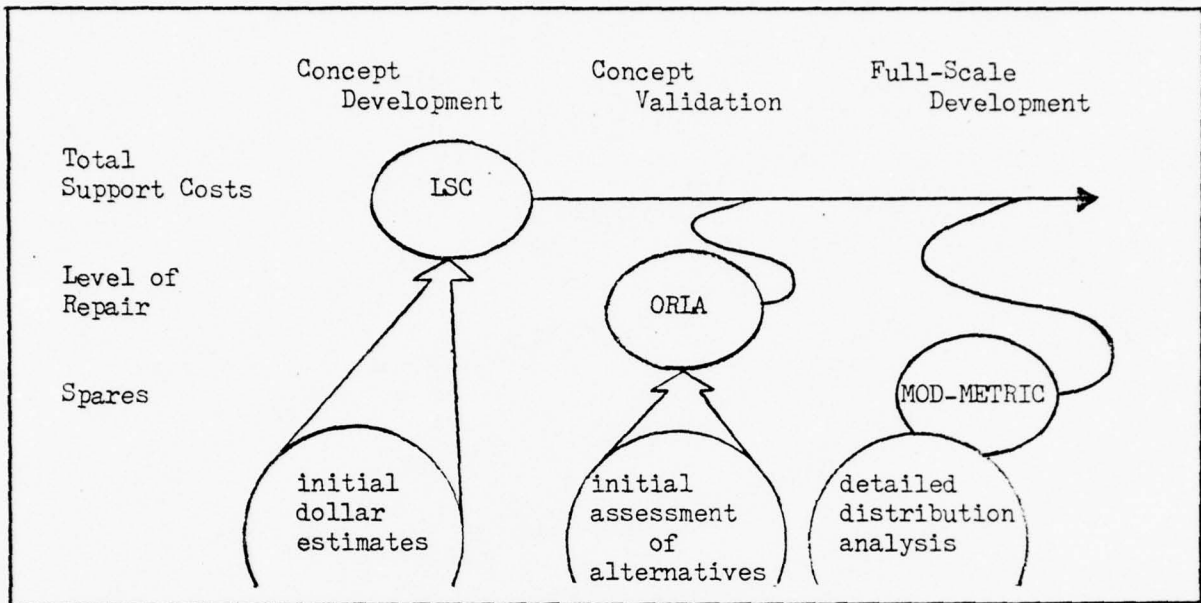 Concept
Development
Concept
Validation
Full-Scale
Development
Total
Support Costs
LSC
Level of
Repair
ORLA
Spares
MOD-METRIC
initial
dollar
estimates
initial
assessment
of
alternatives
detailed
distribution
analysis